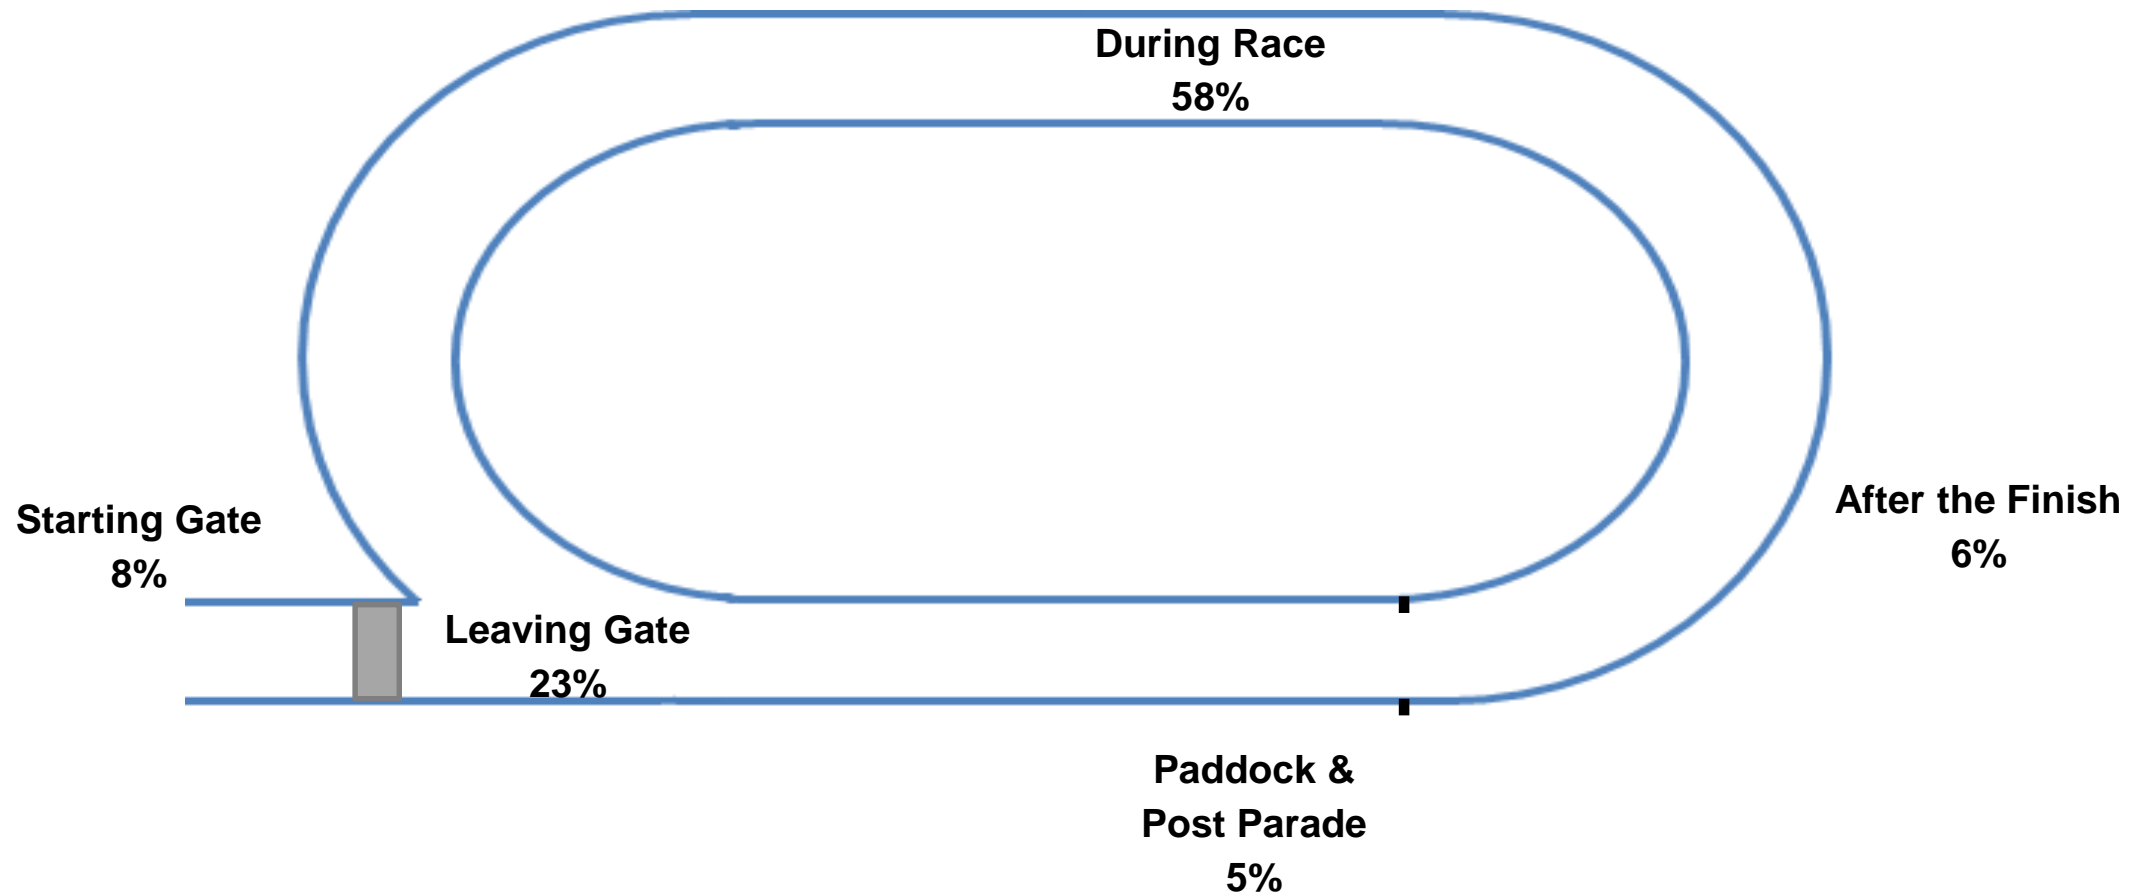 During Race
58%
Starting Gate
8%
After the Finish
6%
Leaving Gate
23%
Paddock &
Post Parade
5%